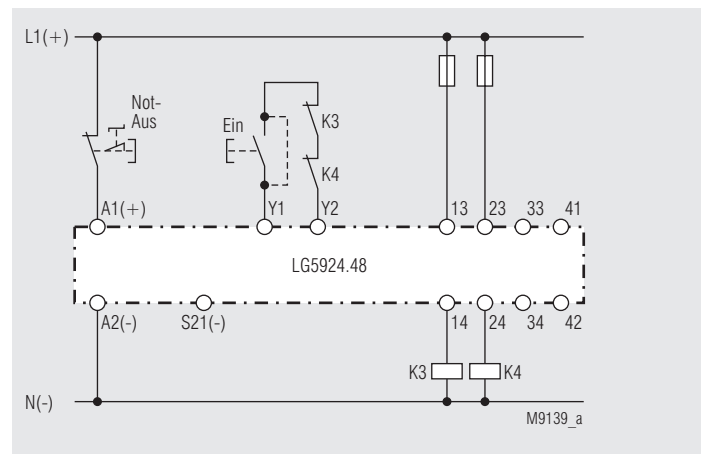 L1(+)
Not-
Aus
Ein
K3
K4
A1(+) Y1 Y2 13 23 33 41
LG5924.48
A2(-) S21(-) 14 24 34 42
K3 K4
N(-)
M9139_a